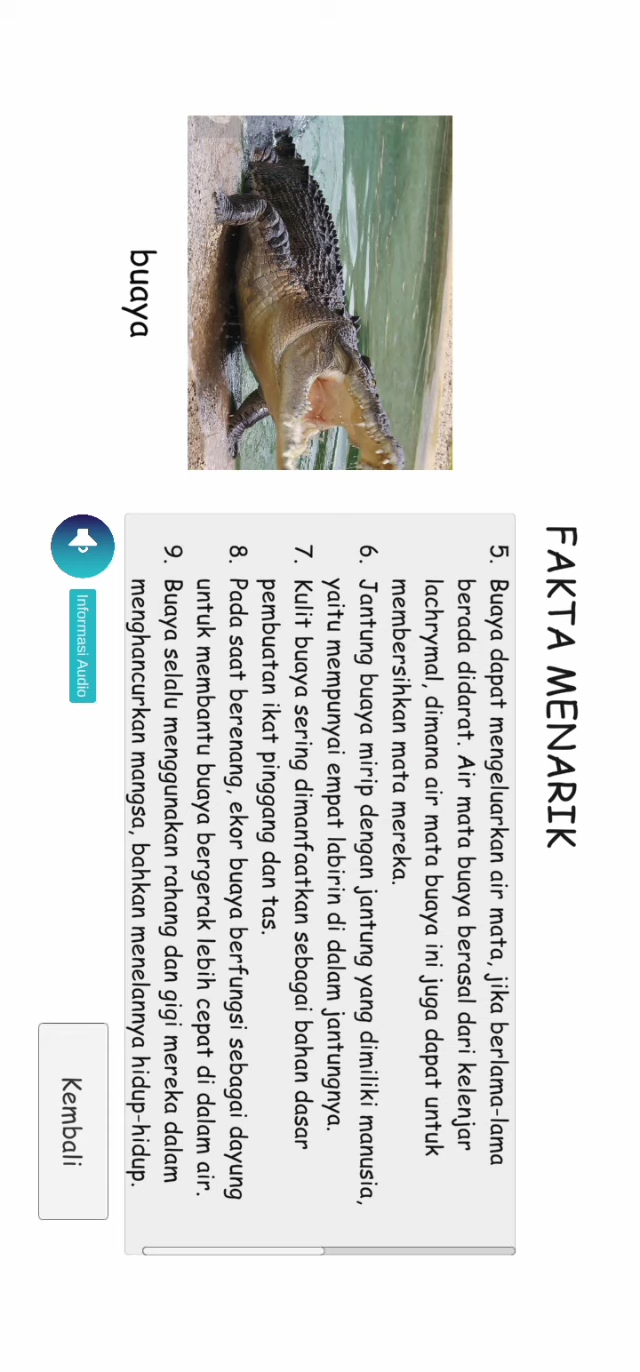 FAKTA MENARIK
buaya
5. Buaya dapat mengeluarkan air mata, jika berlama-lama
berada didarat. Air mata buaya berasal dari kelenjar
lachrymal, dimana air mata buaya ini juga dapat untuk
membersihkan mata mereka.
6. Jantung buaya mirip dengan jantung yang dimiliki manusia,
yaitu mempunyai empat labirin di dalam jantungnya.
7. Kulit buaya sering dimanfaatkan sebagai bahan dasar
pembuatan ikat pinggang dan tas.
8. Pada saat berenang, ekor buaya berfungsi sebagai dayung
untuk membantu buaya bergerak lebih cepat di dalam air.
9. Buaya selalu menggunakan rahang dan gigi mereka dalam
menghancurkan mangsa, bahkan menelannya hidup-hidup.
Informasi Audio
Kembali